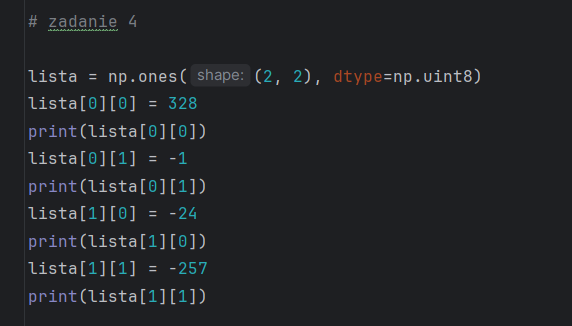 # zadanie 4
lista = np.ones( shape: (2, 2), dtype=np.uint8)
lista[0][0] = 328
print(lista[0][0])
lista[0][1] = -1
print(lista[0][1])
lista[1][0] = -24
print(lista[1][0])
lista[1][1] = -257
print(lista[1][1])